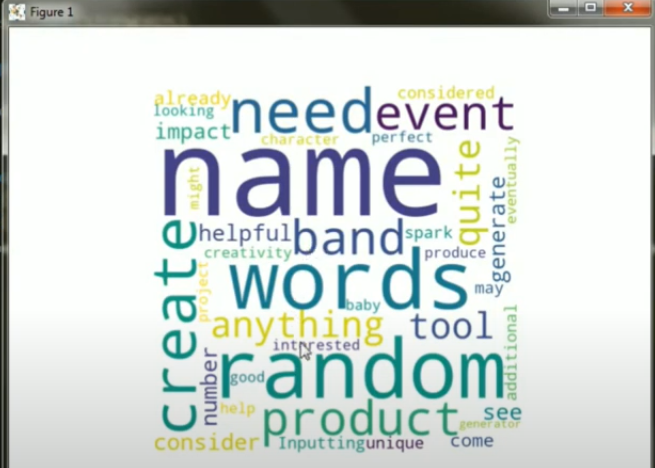 Figure 1
already
considered
looking
need
event
impact
character
perfect
name
might
quite
eventually
generate
create
helpful
band
spark
creativity
produce
project
words
may
baby
anything
tool
additional
interested
random
number
good
help
product
see
generator
consider
Inputting
unique
come